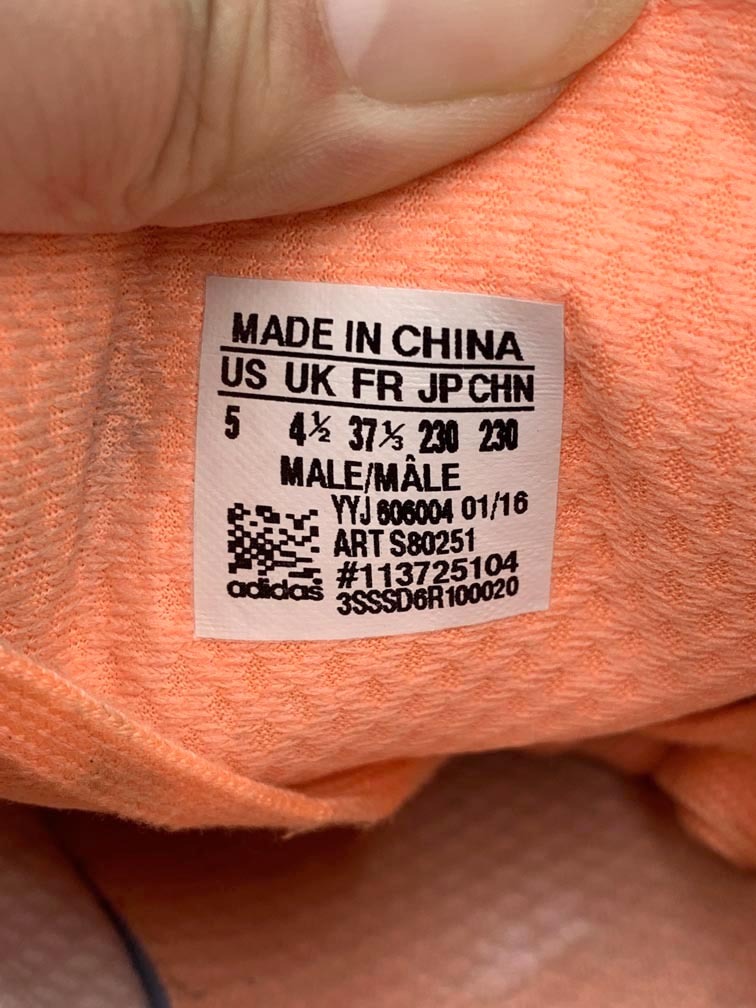 MADE IN CHINA
US UK FR JP CHN
5 4½ 37⅓ 230 230
MALE/MÂLE
YYJ 606004 01/16
ART S80251
#113725104
adidas 3SSSD6R100020